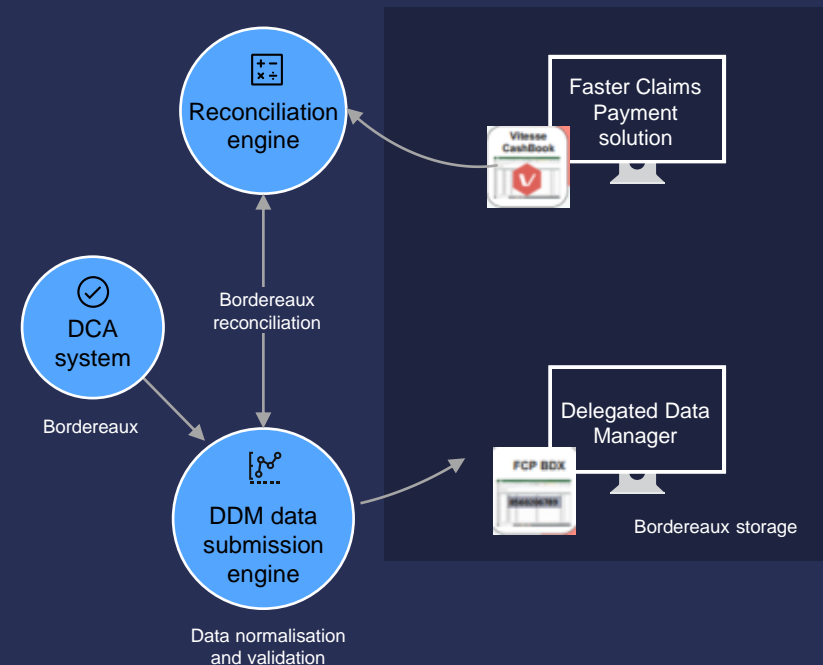 Reconciliation
engine
Faster Claims
Payment
solution
Vitesse
CashBook
DCA
system
Bordereaux
Bordereaux
reconciliation
DDM data
submission
engine
Data normalisation
and validation
Delegated Data
Manager
FCP BDX
Bordereaux storage